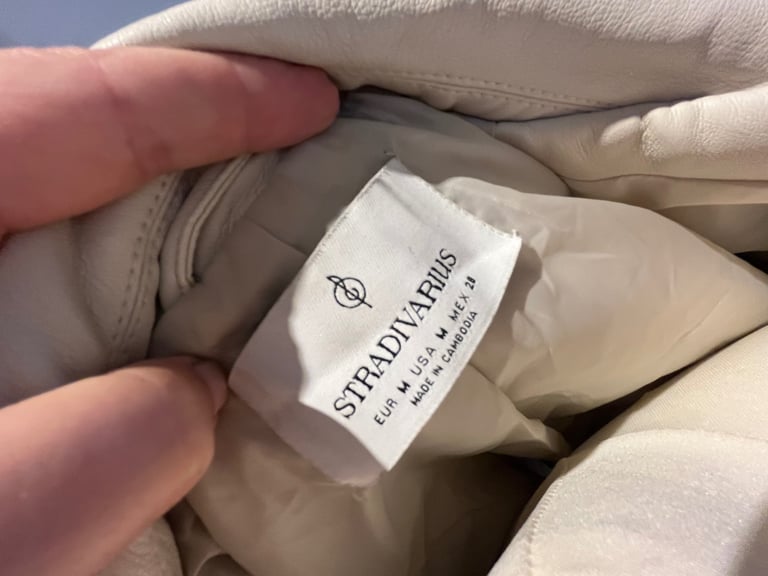 STRADIVARIUS
EUR M USA M MEX 28
MADE IN CAMBODIA